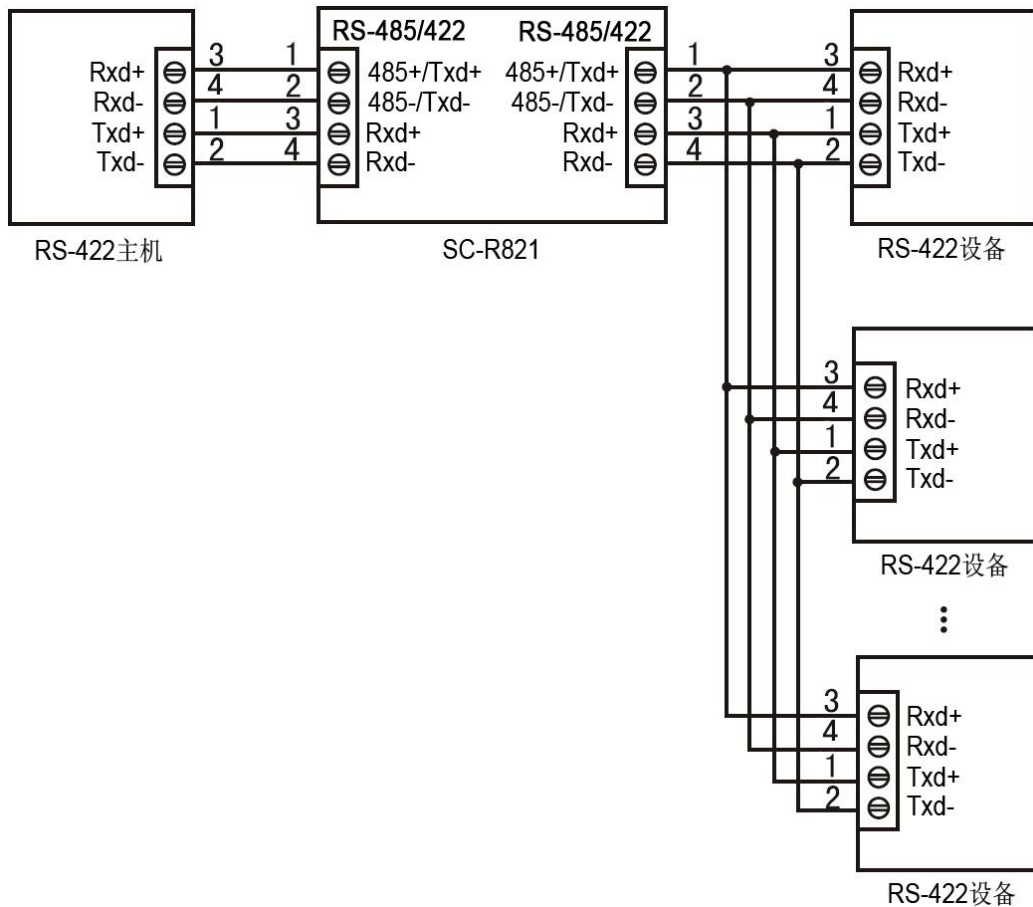 RS-485/422 RS-485/422
Rxd+ 3 1 485+/Txd+ 485+/Txd+ 1 3 Rxd+
Rxd- 4 2 485-/Txd- 485-/Txd- 2 4 Rxd-
Txd+ 1 3 Rxd+ Rxd+ 3 1 Txd+
Txd- 2 4 Rxd- Rxd- 4 2 Txd-
RS-422主机 SC-R821 RS-422设备
3 Rxd+
4 Rxd-
1 Txd+
2 Txd-
RS-422设备
3 Rxd+
4 Rxd-
1 Txd+
2 Txd-
RS-422设备